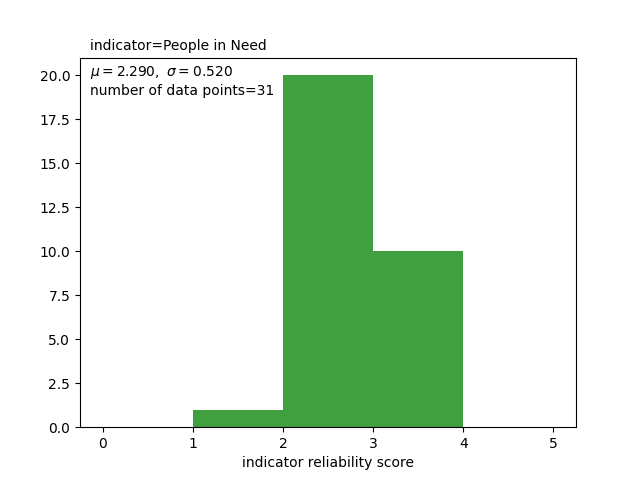 indicator=People in Need
μ = 2.290, σ = 0.520
number of data points=31
20.0
17.5
15.0
12.5
10.0
7.5
5.0
2.5
0.0
0 1 2 3 4 5
indicator reliability score